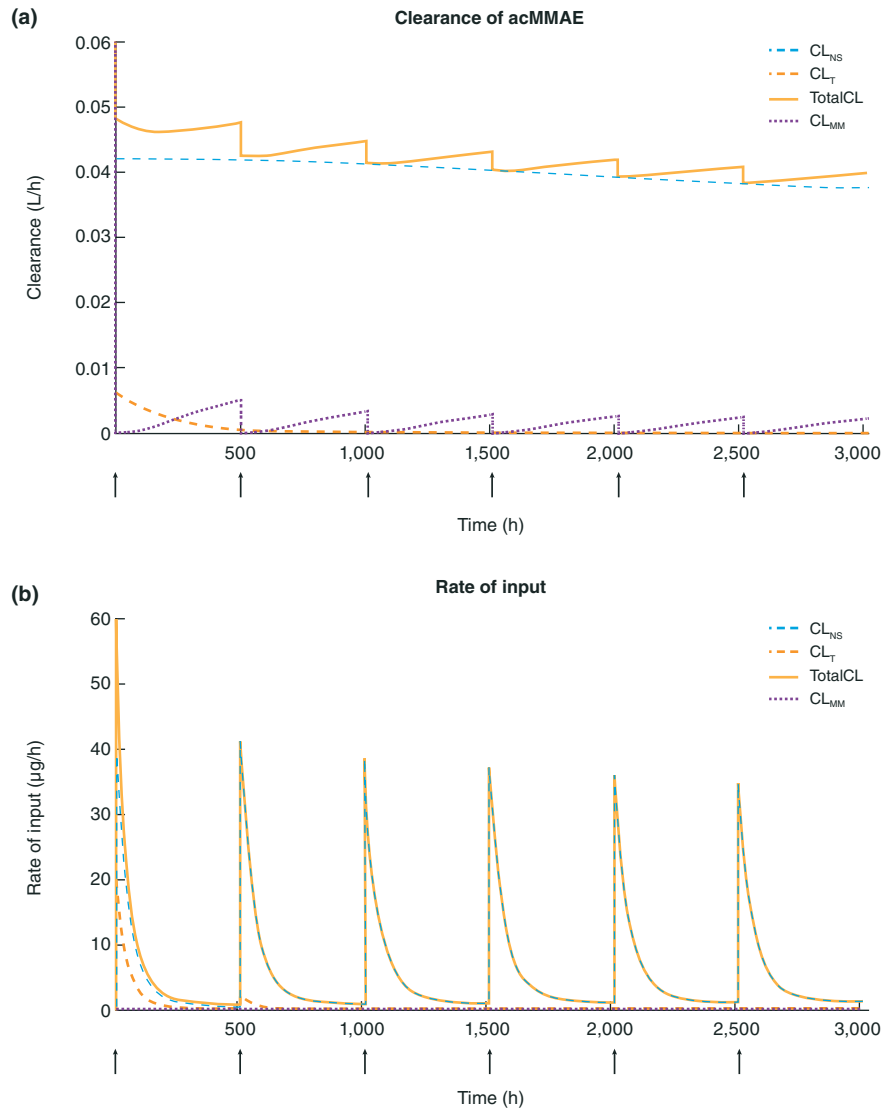 (a)
Clearance of acMMAE
CL_NS
CL_T
TotalCL
CL_MM
0.06
0.05
0.04
0.03
0.02
0.01
0
Clearance (L/h)
500
1,000
1,500
2,000
2,500
3,000
Time (h)
(b)
Rate of input
CL_NS
CL_T
TotalCL
CL_MM
60
50
40
30
20
10
0
Rate of input (µg/h)
500
1,000
1,500
2,000
2,500
3,000
Time (h)